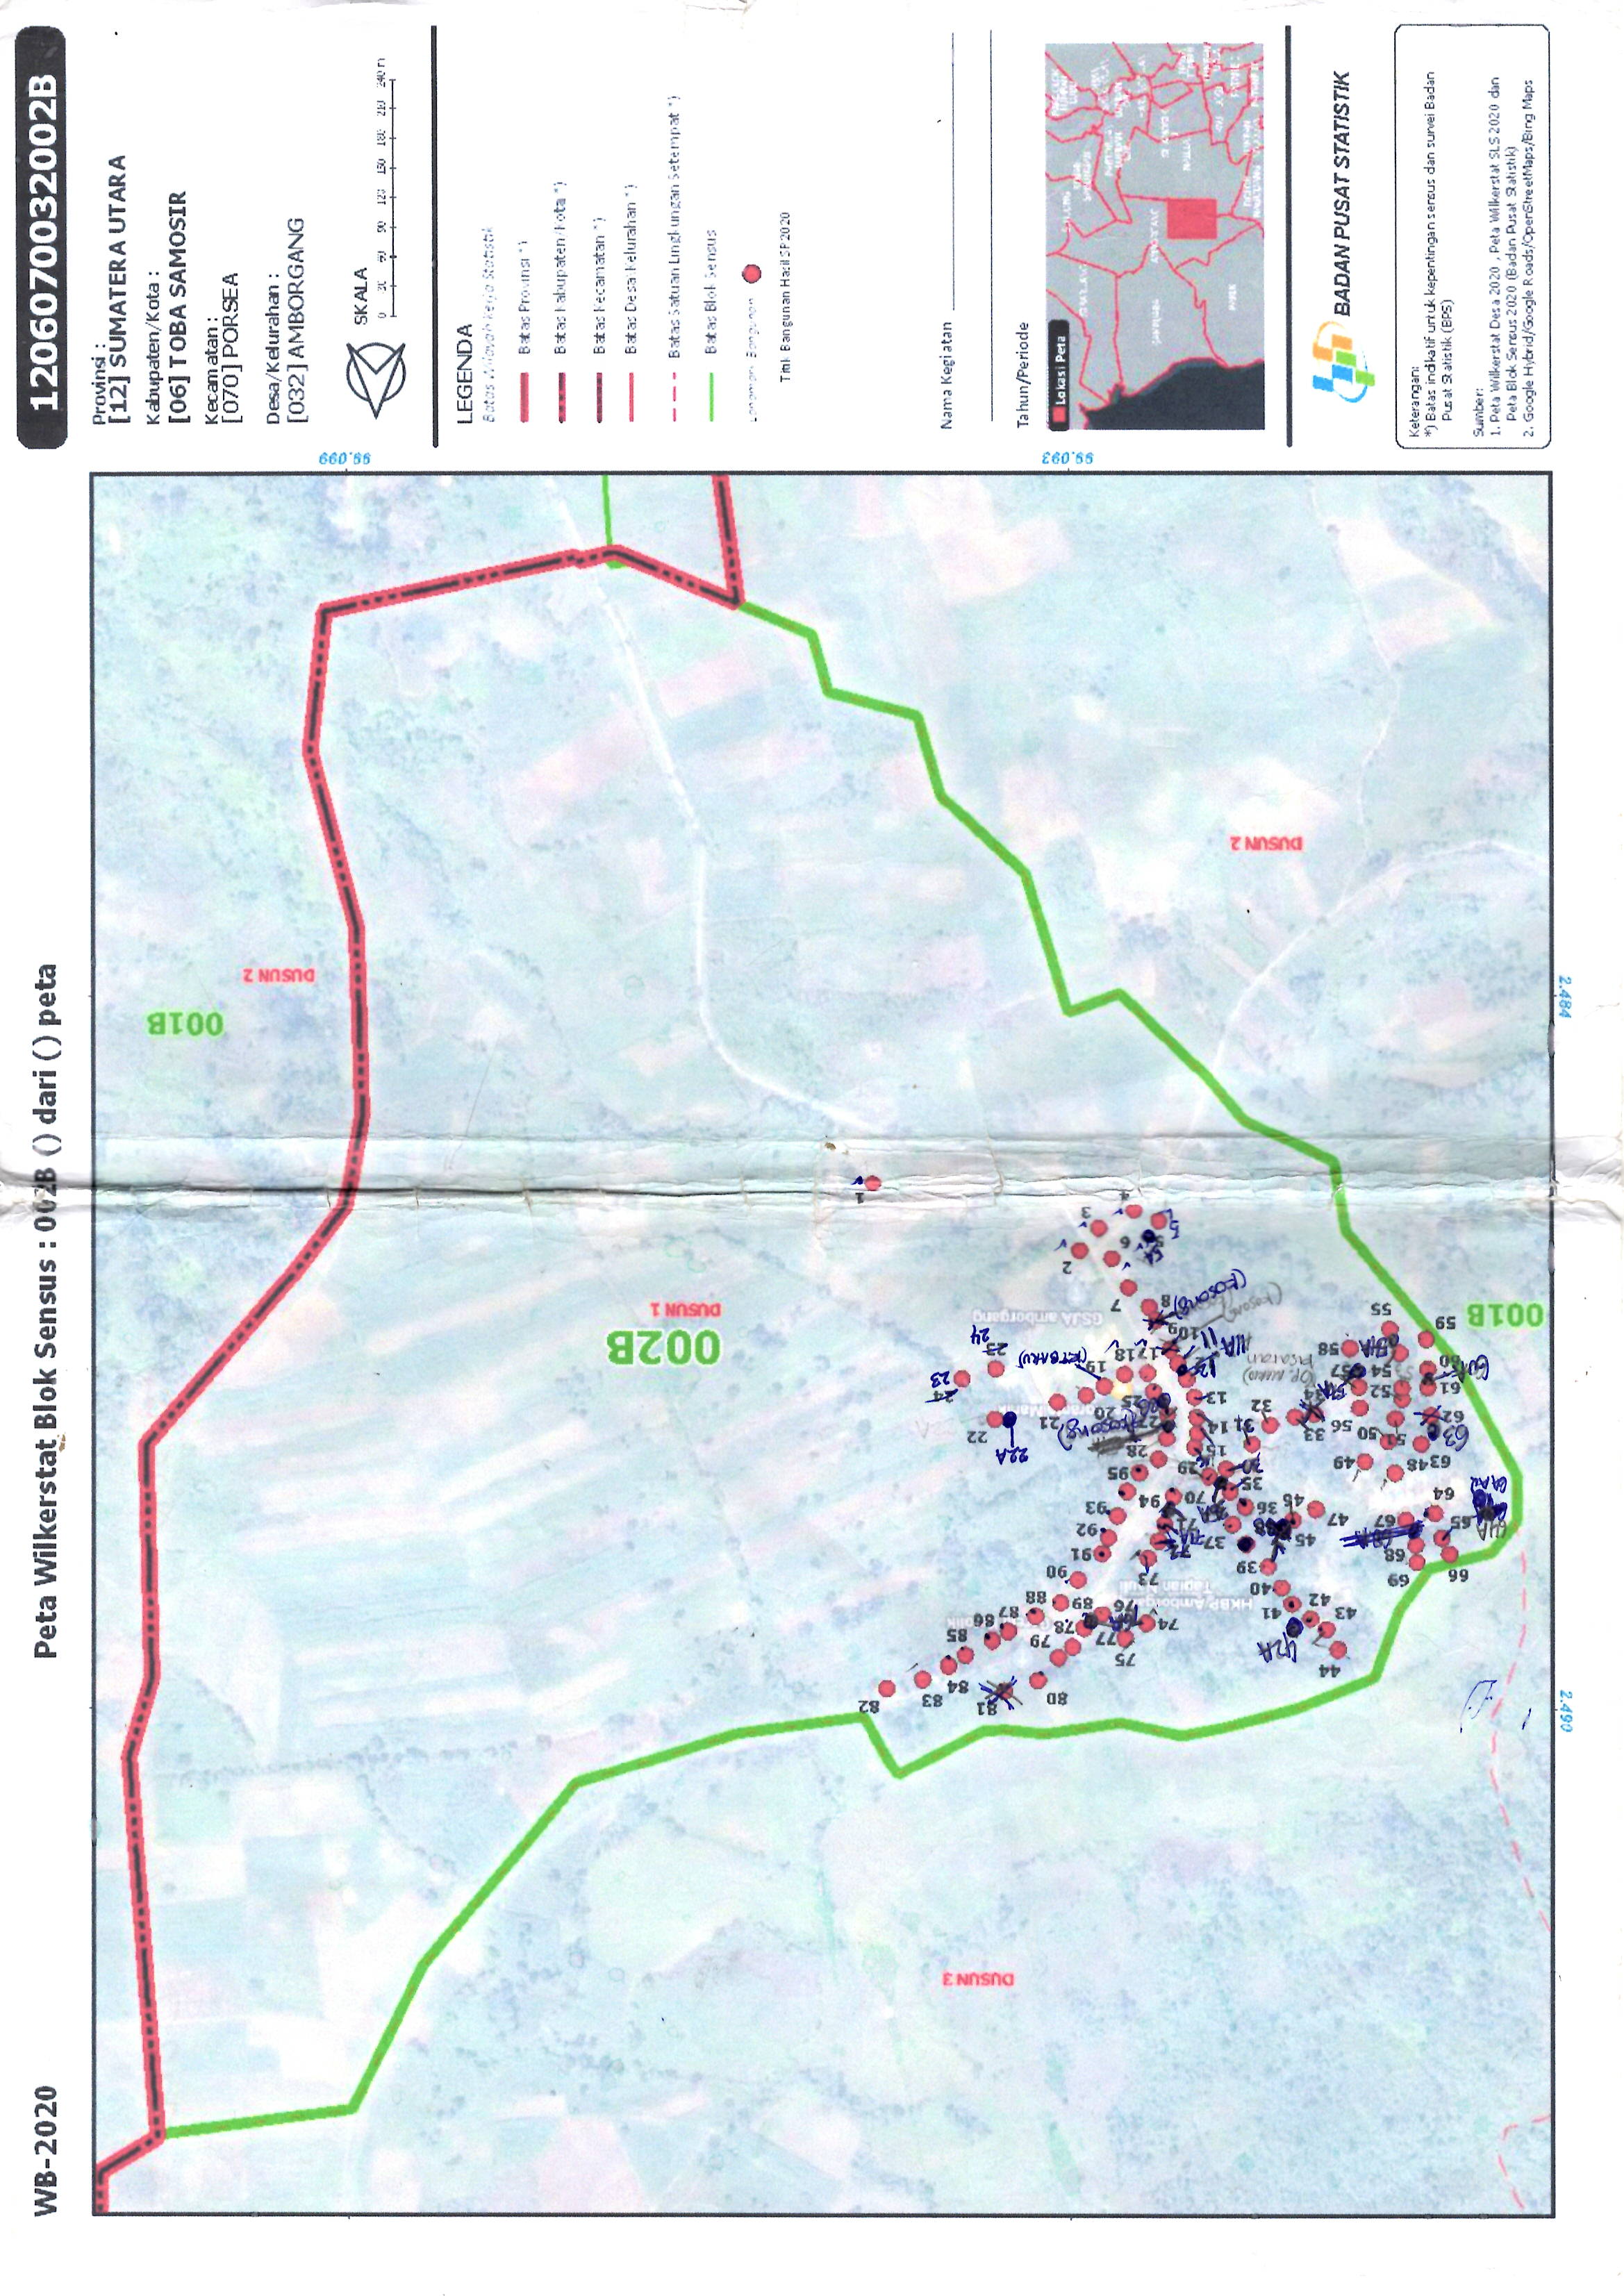 WB-2020
Peta Wilkerstat Blok Sensus : 002B () dari () peta
1206070032002B
Provinsi :
[12] SUMATERA UTARA
Kabupaten/Kota :
[06] TOBA SAMOSIR
Kecamatan :
[070] PORSEA
Desa/Kelurahan :
[032] AMBORGANG
SKALA
0 30 60 90 120 150 180 210 240 m
LEGENDA
Batas Wilayah Kerja Statistik
Batas Provinsi *)
Batas Kabupaten/Kota *)
Batas Kecamatan *)
Batas Desa/Kelurahan *)
Batas Satuan Lingkungan Setempat *)
Batas Blok Sensus
Titik Bangunan Hasil SP2020
Nama Kegiatan
Tahun/Periode
Lokasi Peta
BADAN PUSAT STATISTIK
Keterangan:
*) Batas indikatif untuk kepentingan sensus dan survei Badan
Pusat Statistik (BPS)
Sumber:
1. Peta Wilkerstat Desa 2020 , Peta Wilkerstat SLS 2020 dan
Peta Blok Sensus 2020 (Badan Pusat Statistik)
2. Google Hybrid/Google Roads/OpenStreetMaps/Bing Maps
2.490
2.484
99.093
99.099
DUSUN 3
002B
DUSUN 1
001B
001B
DUSUN 2
DUSUN 2
HKBP Amborgang
Tapian Nauli
GSJA amborgang
82
83
81
80
84
85
79
86
87
78
88
89
77
76
75
74
90
73
91
92
93
94
95
44
42A
43
42
41
40
39
37
36
35
45
46
47
69
66
68
67
65
64
64A
70
71
29
30
28
15
14
13
31
32
33
34
56
49
48
50
51
63
63
62
61
60
60A
52
54
57
58
59
55
22A
22
21
20
25
19
(KTBARU)
24
23
23
24
(kosong)
(OP. MARIO)
Pisaran
12
11A
11
17
18
10
9
(kosong)
(kosong)
8
7
2
6
5A
5
3
4
1